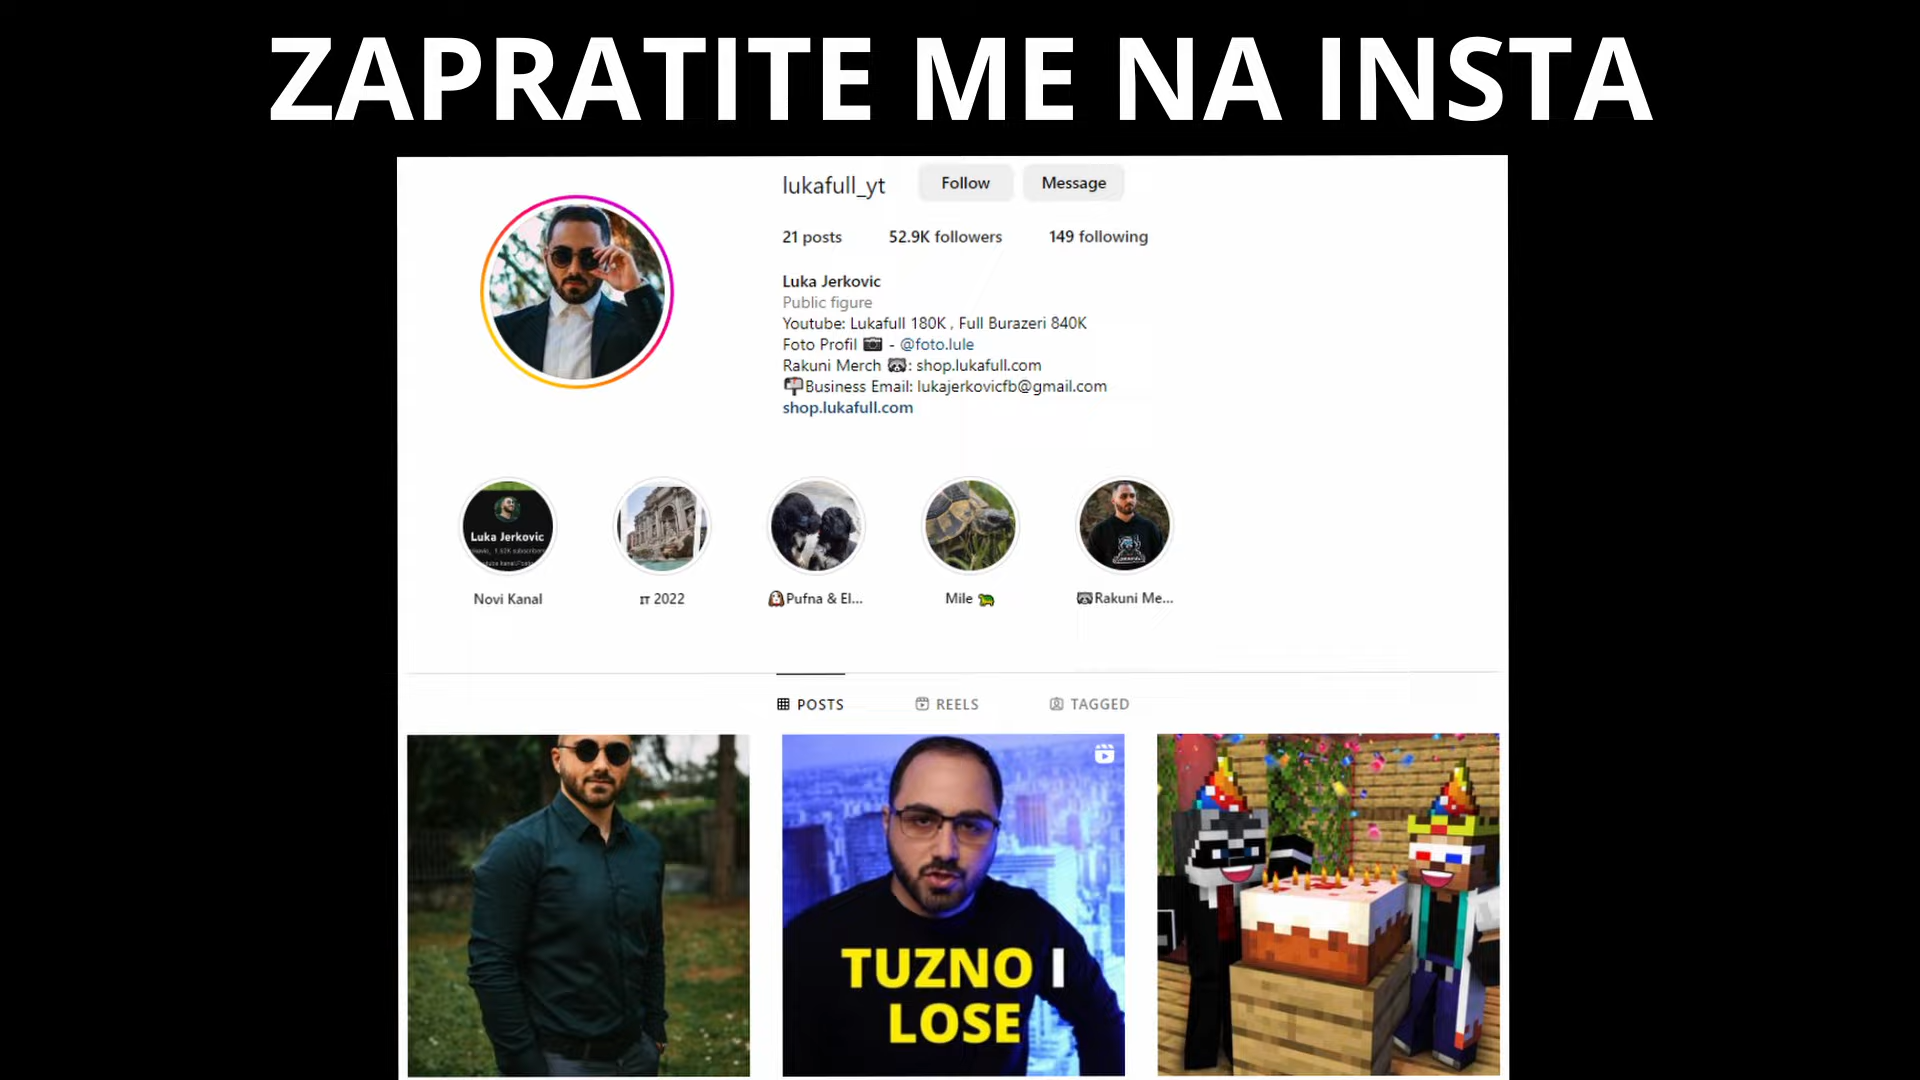 ZAPRATITE ME NA INSTA
lukafull_yt Follow Message
21 posts 52.9K followers 149 following
Luka Jerkovic
Public figure
Youtube: Lukafull 180K , Full Burazeri 840K
Foto Profil 📷 - @foto.lule
Rakuni Merch 🦝: shop.lukafull.com
📬Business Email: lukajerkovicfb@gmail.com
shop.lukafull.com
Luka Jerkovic
Novi Kanal IT 2022 Pufna & El... Mile 🐢 🦝Rakuni Me...
POSTS REELS TAGGED
TUZNO I
LOSE